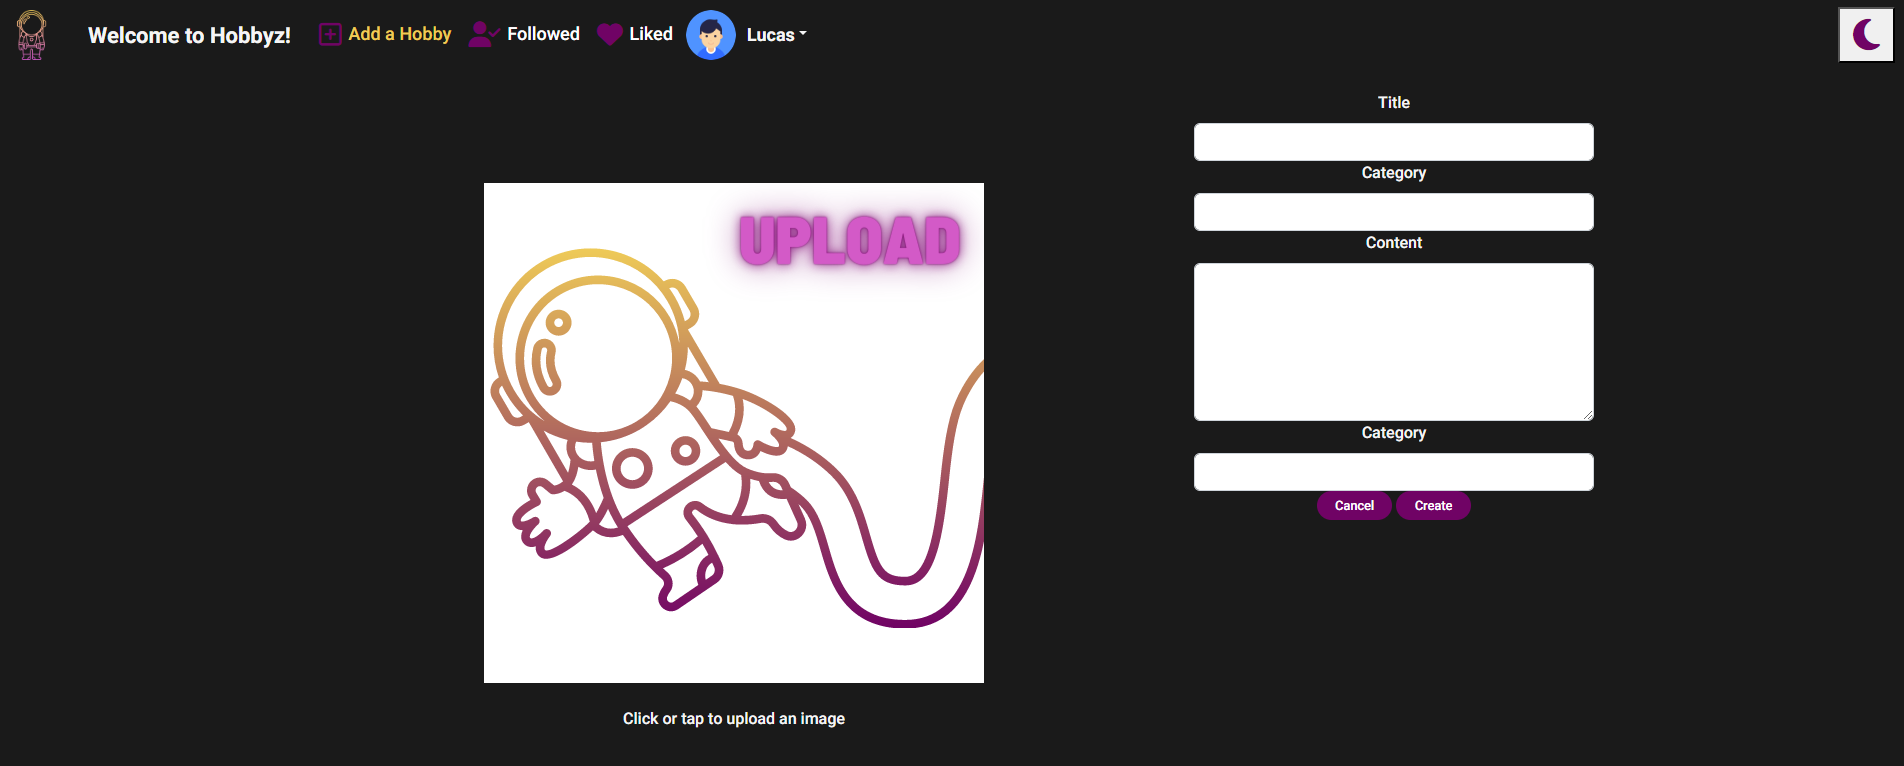 Welcome to Hobbyz!
Add a Hobby
Followed
Liked
Lucas
UPLOAD
Click or tap to upload an image
Title
Category
Content
Category
Cancel
Create